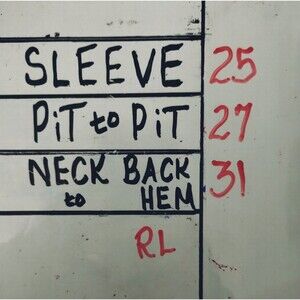 SLEEVE 25
PiT to PiT 27
NECK BACK 31
to HEM
RL